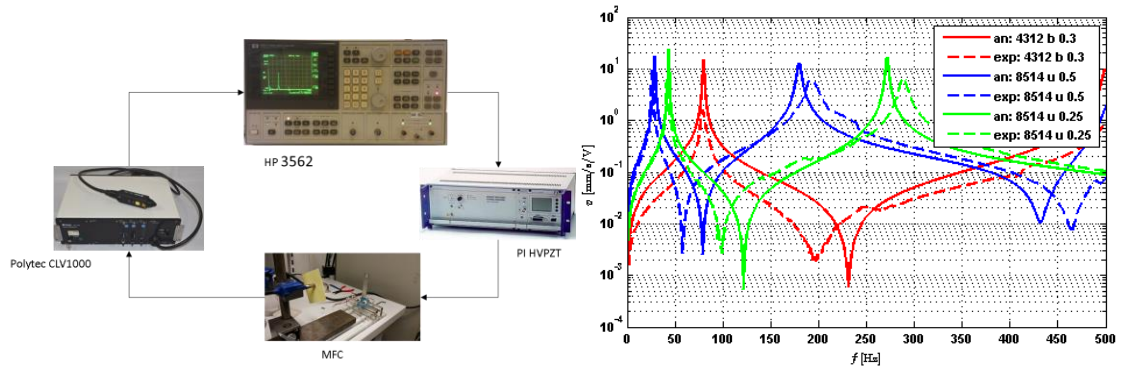 HP 3562
Polytec CLV1000
PI HVPZT
MFC
10^2
10^1
10^0
10^-1
10^-2
10^-3
10^-4
v [mm/s/V]
0 50 100 150 200 250 300 350 400 450 500
f [Hz]
an: 4312 b 0.3
exp: 4312 b 0.3
an: 8514 u 0.5
exp: 8514 u 0.5
an: 8514 u 0.25
exp: 8514 u 0.25